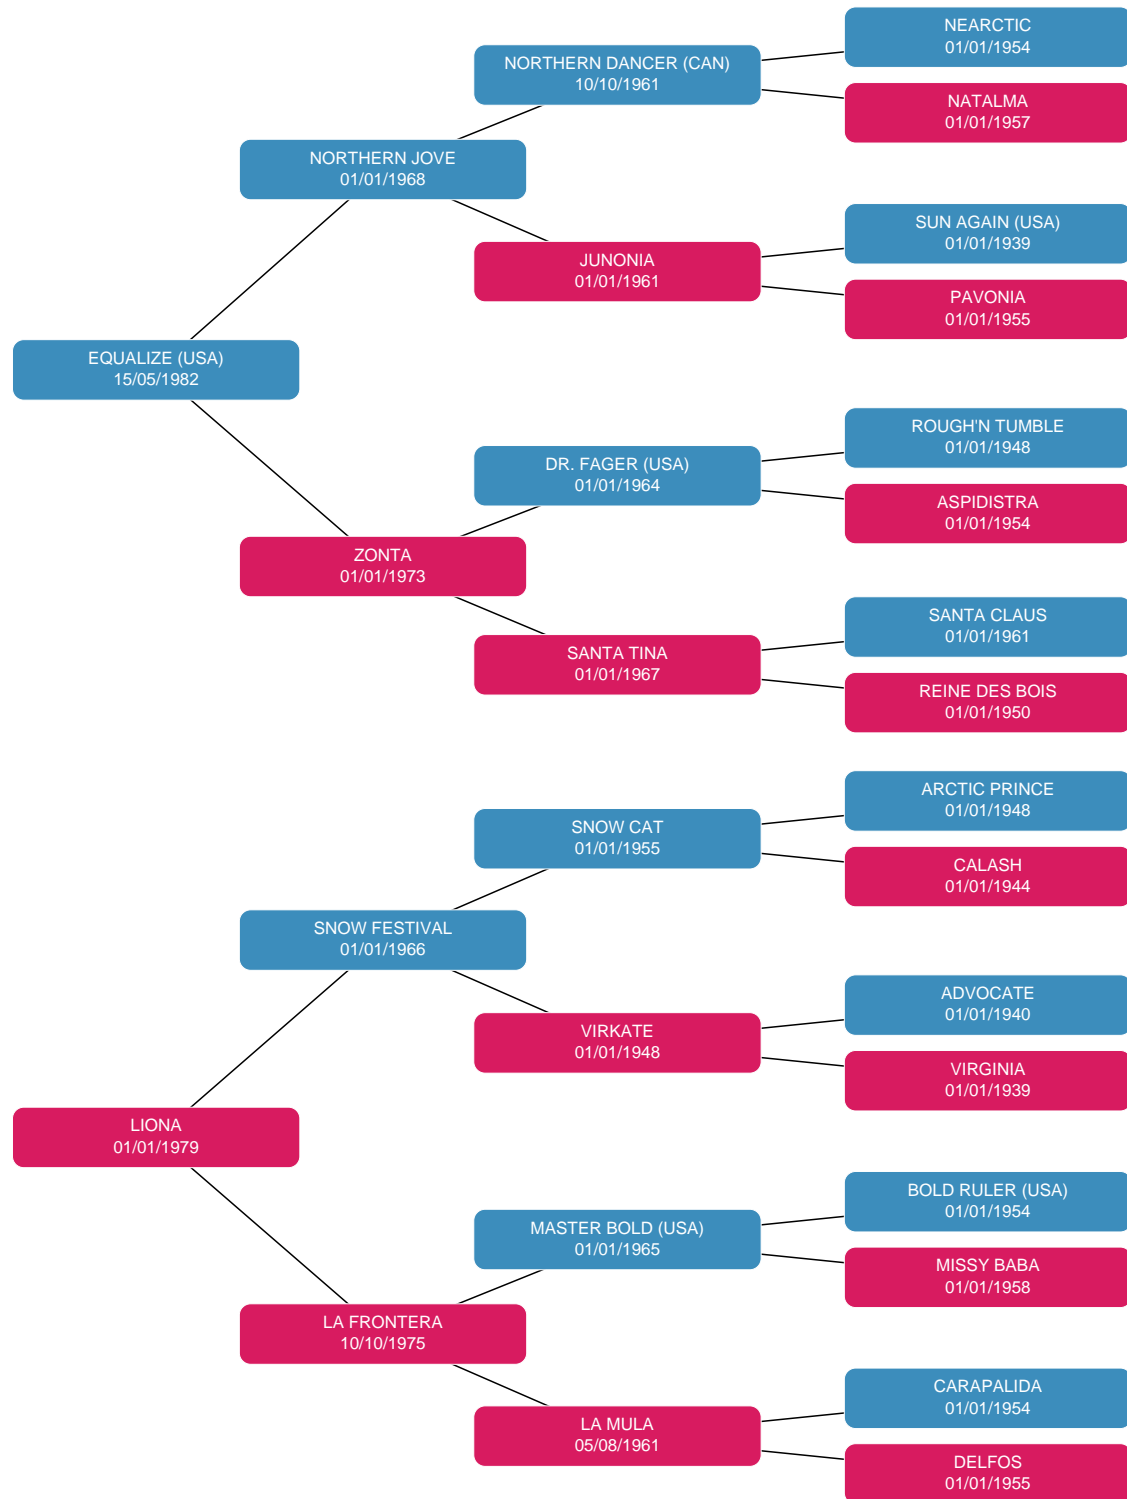 NEARCTIC
01/01/1954
NORTHERN DANCER (CAN)
10/10/1961
NATALMA
01/01/1957
NORTHERN JOVE
01/01/1968
SUN AGAIN (USA)
01/01/1939
JUNONIA
01/01/1961
PAVONIA
01/01/1955
EQUALIZE (USA)
15/05/1982
ROUGH'N TUMBLE
01/01/1948
DR. FAGER (USA)
01/01/1964
ASPIDISTRA
01/01/1954
ZONTA
01/01/1973
SANTA CLAUS
01/01/1961
SANTA TINA
01/01/1967
REINE DES BOIS
01/01/1950
ARCTIC PRINCE
01/01/1948
SNOW CAT
01/01/1955
CALASH
01/01/1944
SNOW FESTIVAL
01/01/1966
ADVOCATE
01/01/1940
VIRKATE
01/01/1948
VIRGINIA
01/01/1939
LIONA
01/01/1979
BOLD RULER (USA)
01/01/1954
MASTER BOLD (USA)
01/01/1965
MISSY BABA
01/01/1958
LA FRONTERA
10/10/1975
CARAPALIDA
01/01/1954
LA MULA
05/08/1961
DELFOS
01/01/1955